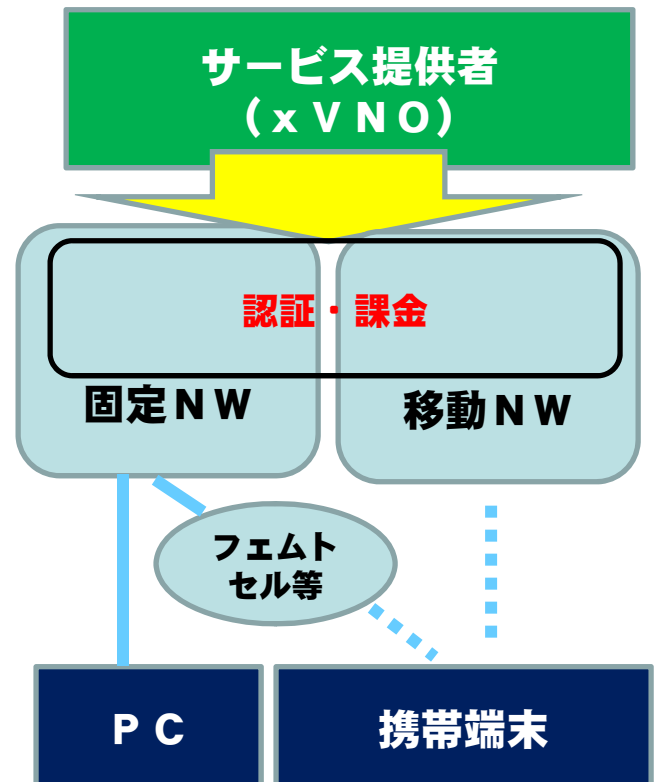 サービス提供者
（ｘＶＮＯ）
認証・課金
固定ＮＷ
移動ＮＷ
フェムト
セル等
ＰＣ
携帯端末